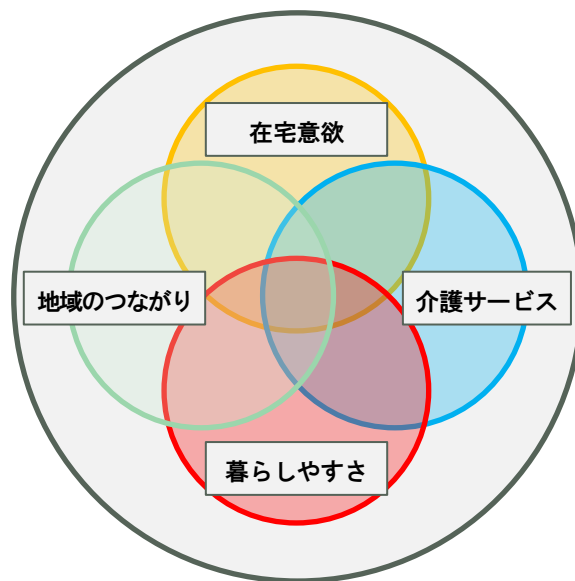 在宅意欲
地域のつながり
介護サービス
暮らしやすさ